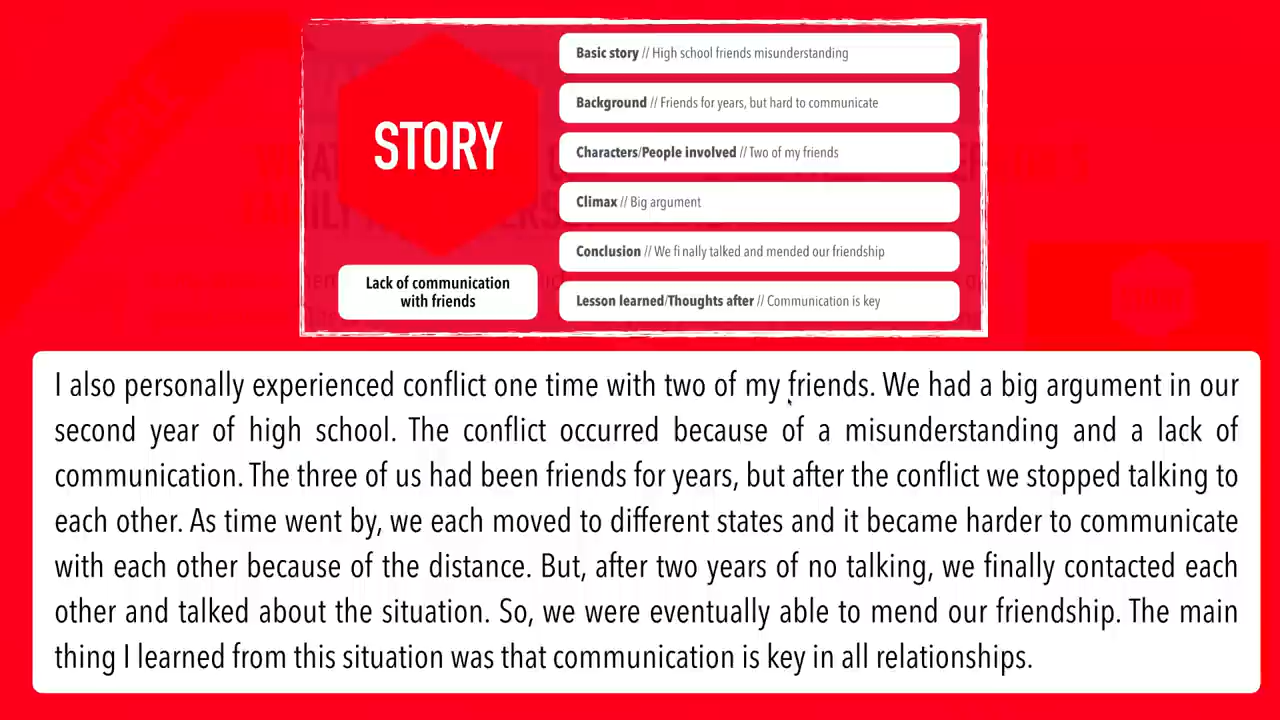 STORY
Lack of communication
with friends
Basic story // High school friends misunderstanding
Background // Friends for years, but hard to communicate
Characters/People involved // Two of my friends
Climax // Big argument
Conclusion // We finally talked and mended our friendship
Lesson learned/Thoughts after // Communication is key
I also personally experienced conflict one time with two of my friends. We had a big argument in our
second year of high school. The conflict occurred because of a misunderstanding and a lack of
communication. The three of us had been friends for years, but after the conflict we stopped talking to
each other. As time went by, we each moved to different states and it became harder to communicate
with each other because of the distance. But, after two years of no talking, we finally contacted each
other and talked about the situation. So, we were eventually able to mend our friendship. The main
thing I learned from this situation was that communication is key in all relationships.